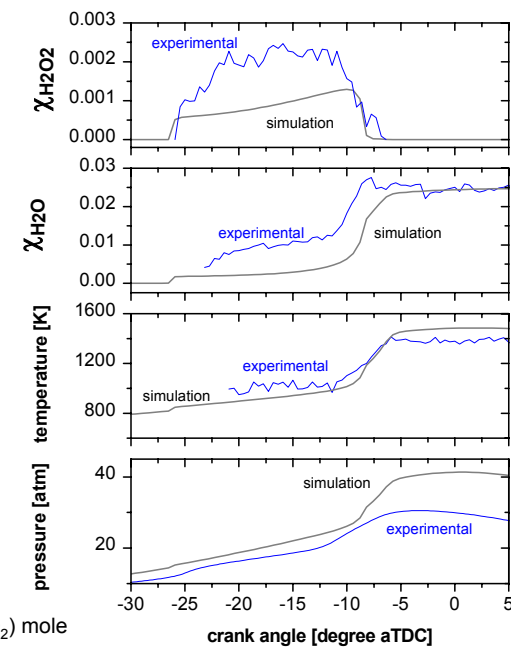 0.003
0.002
0.001
0.000
χH2O2
experimental
simulation
0.03
0.02
0.01
0.00
χH2O
experimental
simulation
1600
1200
800
temperature [K]
experimental
simulation
40
20
pressure [atm]
simulation
experimental
-30 -25 -20 -15 -10 -5 0 5
crank angle [degree aTDC]
2) mole